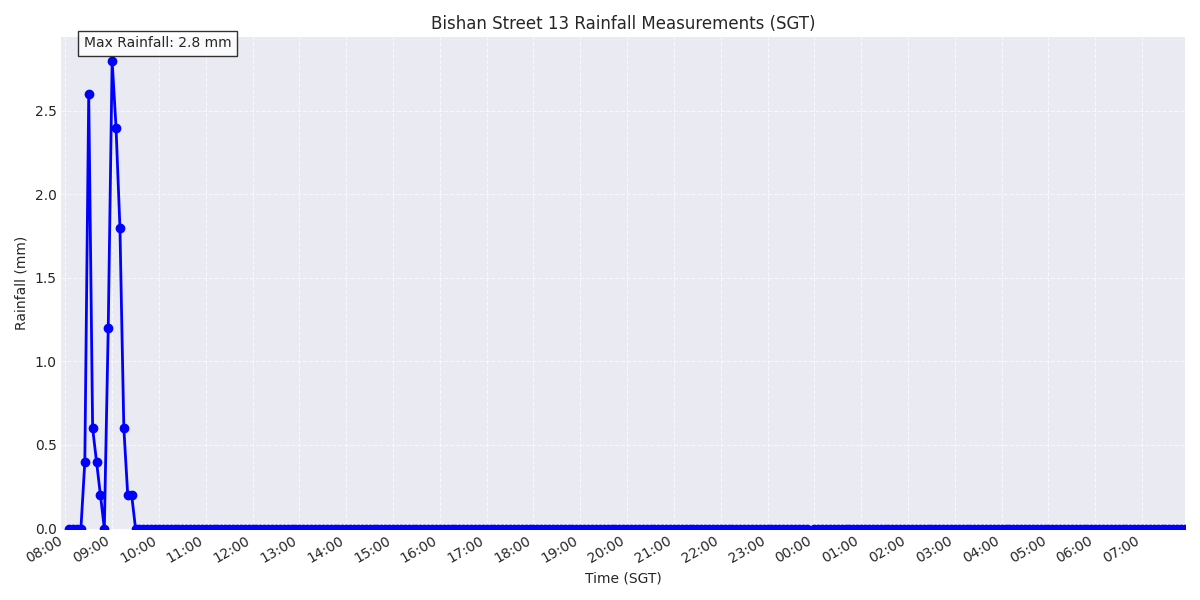 Bishan Street 13 Rainfall Measurements (SGT)
Max Rainfall: 2.8 mm
Rainfall (mm)
2.5
2.0
1.5
1.0
0.5
0.0
08:00 09:00 10:00 11:00 12:00 13:00 14:00 15:00 16:00 17:00 18:00 19:00 20:00 21:00 22:00 23:00 00:00 01:00 02:00 03:00 04:00 05:00 06:00 07:00
Time (SGT)